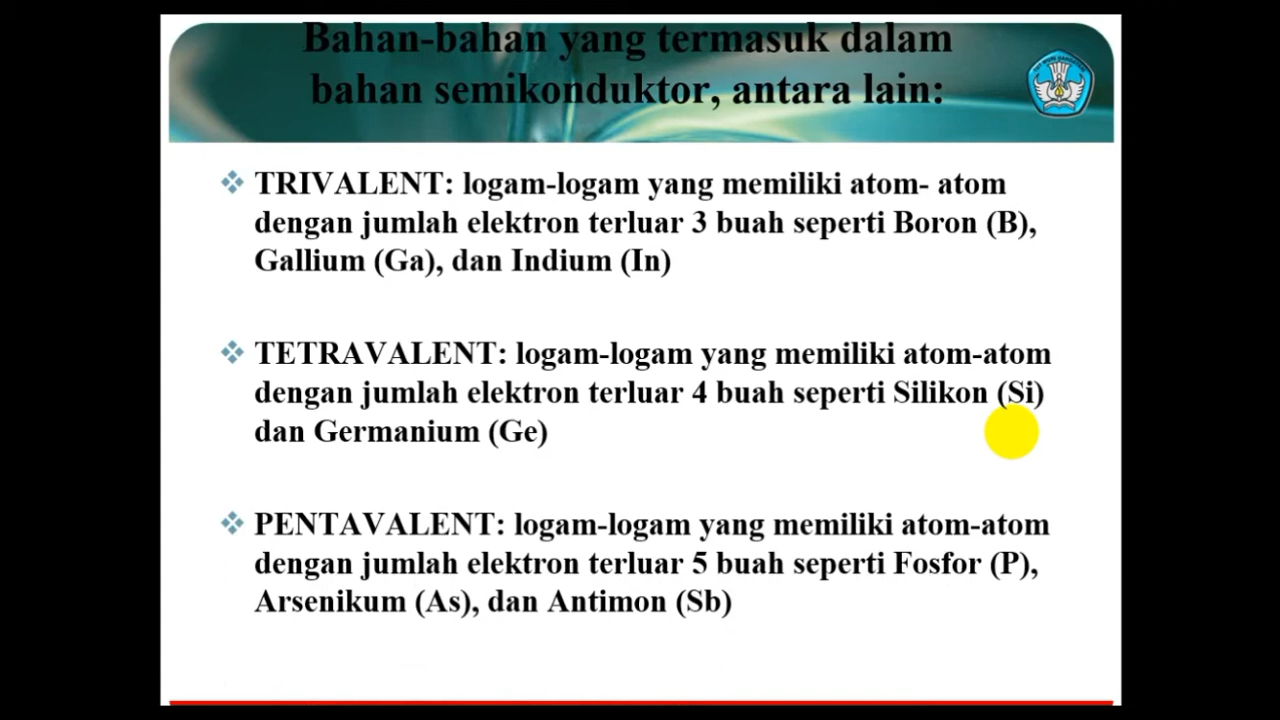 Bahan-bahan yang termasuk dalam
bahan semikonduktor, antara lain:
TRIVALENT: logam-logam yang memiliki atom- atom
dengan jumlah elektron terluar 3 buah seperti Boron (B),
Gallium (Ga), dan Indium (In)
TETRAVALENT: logam-logam yang memiliki atom-atom
dengan jumlah elektron terluar 4 buah seperti Silikon (Si)
dan Germanium (Ge)
PENTAVALENT: logam-logam yang memiliki atom-atom
dengan jumlah elektron terluar 5 buah seperti Fosfor (P),
Arsenikum (As), dan Antimon (Sb)